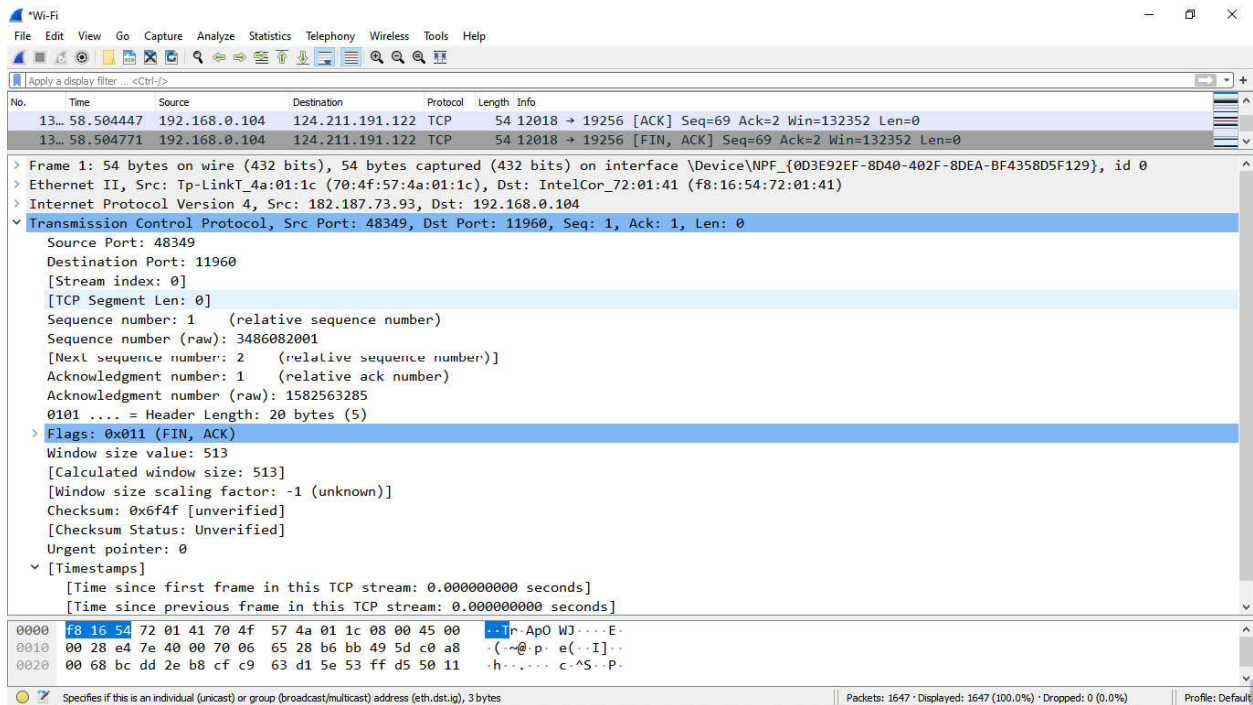 *Wi-Fi
File Edit View Go Capture Analyze Statistics Telephony Wireless Tools Help
Apply a display filter ... <Ctrl-/>
No. Time Source Destination Protocol Length Info
13… 58.504447 192.168.0.104 124.211.191.122 TCP 54 12018 → 19256 [ACK] Seq=69 Ack=2 Win=132352 Len=0
13… 58.504771 192.168.0.104 124.211.191.122 TCP 54 12018 → 19256 [FIN, ACK] Seq=69 Ack=2 Win=132352 Len=0
Frame 1: 54 bytes on wire (432 bits), 54 bytes captured (432 bits) on interface \Device\NPF_{0D3E92EF-8D40-402F-8DEA-BF4358D5F129}, id 0
Ethernet II, Src: Tp-LinkT_4a:01:1c (70:4f:57:4a:01:1c), Dst: IntelCor_72:01:41 (f8:16:54:72:01:41)
Internet Protocol Version 4, Src: 182.187.73.93, Dst: 192.168.0.104
Transmission Control Protocol, Src Port: 48349, Dst Port: 11960, Seq: 1, Ack: 1, Len: 0
Source Port: 48349
Destination Port: 11960
[Stream index: 0]
[TCP Segment Len: 0]
Sequence number: 1 (relative sequence number)
Sequence number (raw): 3486082001
[Next sequence number: 2 (relative sequence number)]
Acknowledgment number: 1 (relative ack number)
Acknowledgment number (raw): 1582563285
0101 .... = Header Length: 20 bytes (5)
Flags: 0x011 (FIN, ACK)
Window size value: 513
[Calculated window size: 513]
[Window size scaling factor: -1 (unknown)]
Checksum: 0x6f4f [unverified]
[Checksum Status: Unverified]
Urgent pointer: 0
[Timestamps]
[Time since first frame in this TCP stream: 0.000000000 seconds]
[Time since previous frame in this TCP stream: 0.000000000 seconds]
0000 f8 16 54 72 01 41 70 4f 57 4a 01 1c 08 00 45 00 ··Tr·ApO WJ····E·
0010 00 28 e4 7e 40 00 70 06 65 28 b6 bb 49 5d c0 a8 ·(·~@·p· e(··I]··
0020 00 68 bc dd 2e b8 cf c9 63 d1 5e 53 ff d5 50 11 ·h··.··· c·^S··P·
Specifies if this is an individual (unicast) or group (broadcast/multicast) address (eth.dst.ig), 3 bytes Packets: 1647 · Displayed: 1647 (100.0%) · Dropped: 0 (0.0%) Profile: Default